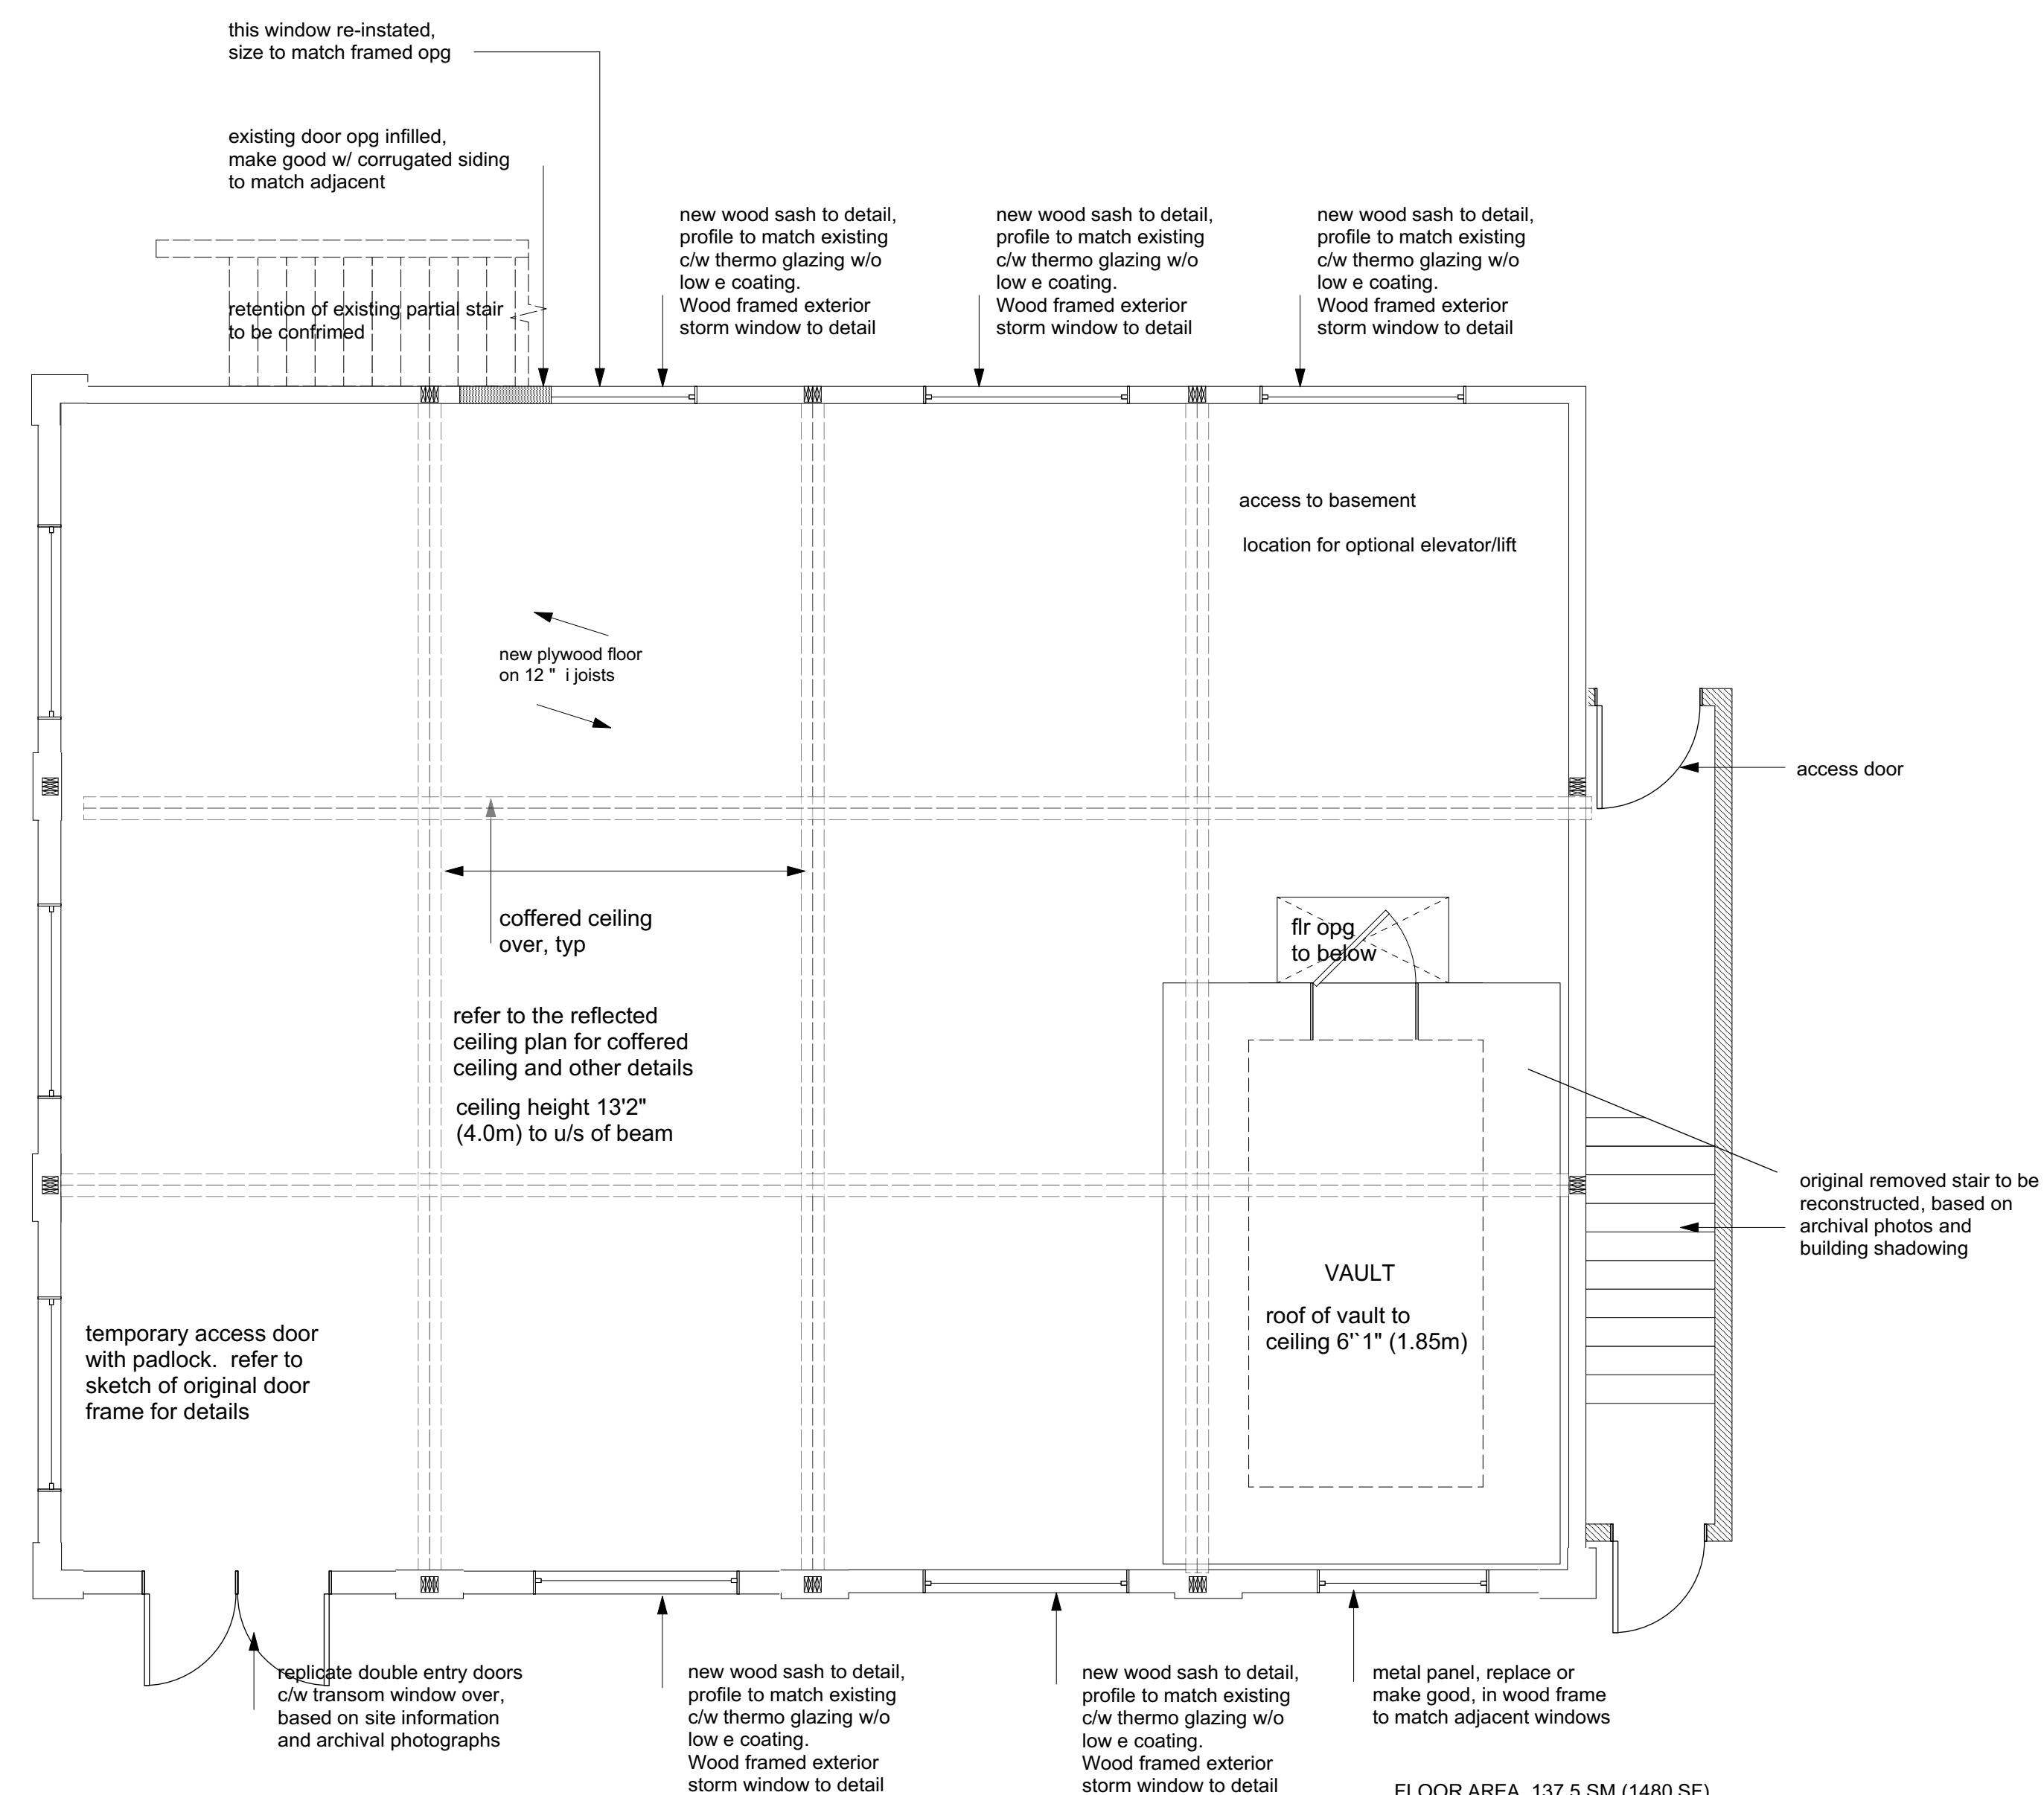 this window re-instated,
size to match framed opg
existing door opg infilled,
make good w/ corrugated siding
to match adjacent
new wood sash to detail,
profile to match existing
c/w thermo glazing w/o
low e coating.
Wood framed exterior
storm window to detail
new wood sash to detail,
profile to match existing
c/w thermo glazing w/o
low e coating.
Wood framed exterior
storm window to detail
new wood sash to detail,
profile to match existing
c/w thermo glazing w/o
low e coating.
Wood framed exterior
storm window to detail
retention of existing partial stair
to be confrimed
access to basement
location for optional elevator/lift
new plywood floor
on 12 " i joists
access door
coffered ceiling
over, typ
flr opg
to below
refer to the reflected
ceiling plan for coffered
ceiling and other details
ceiling height 13'2"
(4.0m) to u/s of beam
original removed stair to be
reconstructed, based on
archival photos and
building shadowing
VAULT
roof of vault to
ceiling 6'`1" (1.85m)
temporary access door
with padlock. refer to
sketch of original door
frame for details
replicate double entry doors
c/w transom window over,
based on site information
and archival photographs
new wood sash to detail,
profile to match existing
c/w thermo glazing w/o
low e coating.
Wood framed exterior
storm window to detail
new wood sash to detail,
profile to match existing
c/w thermo glazing w/o
low e coating.
Wood framed exterior
storm window to detail
metal panel, replace or
make good, in wood frame
to match adjacent windows
FLOOR AREA 137.5 SM (1480 SF)